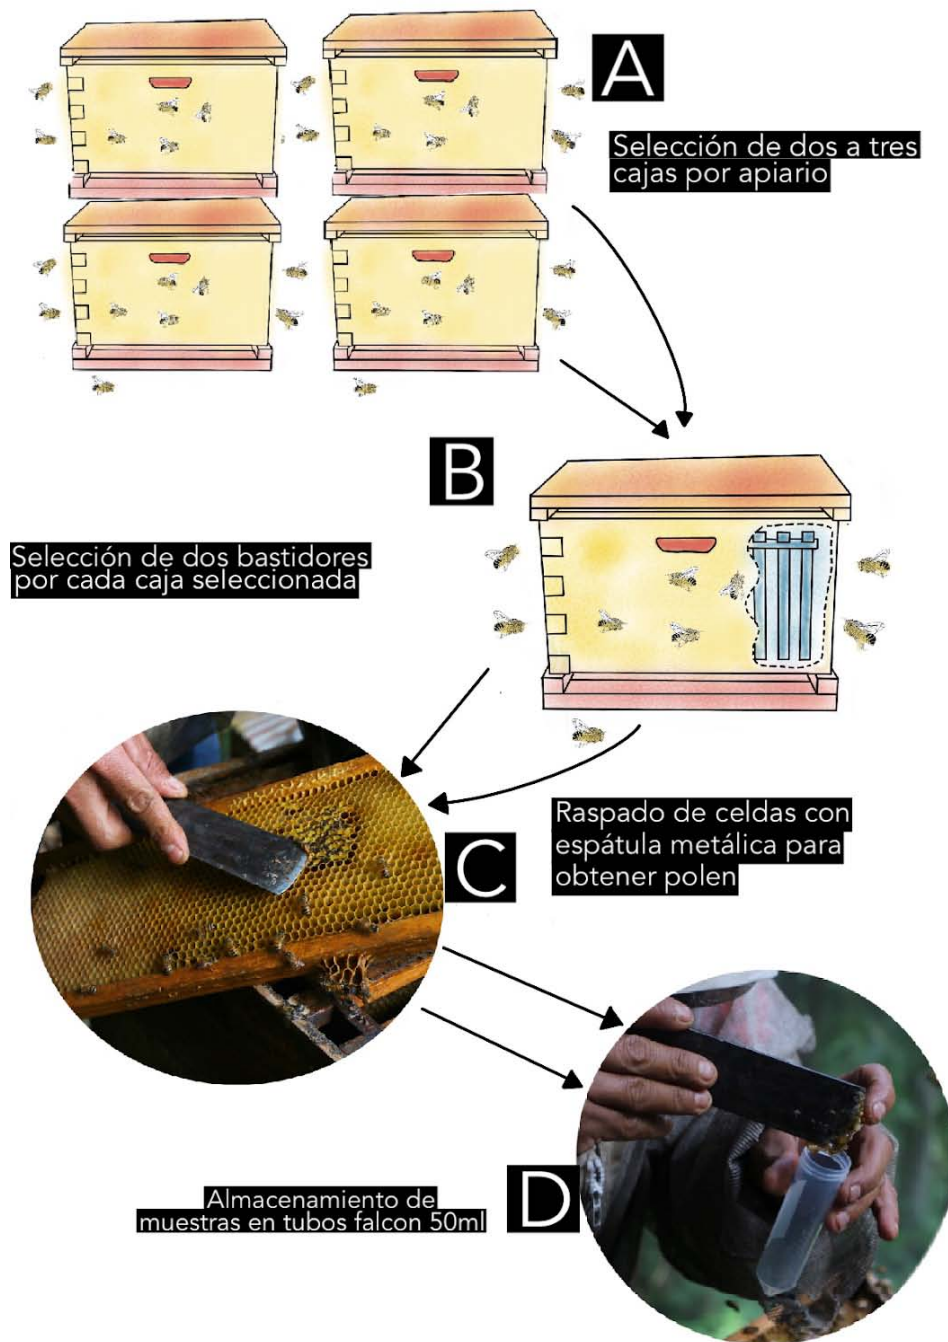 A
Selección de dos a tres
cajas por apiario
B
Selección de dos bastidores
por cada caja seleccionada
Raspado de celdas con
espátula metálica para
obtener polen
C
Almacenamiento de
muestras en tubos falcon 50ml
D